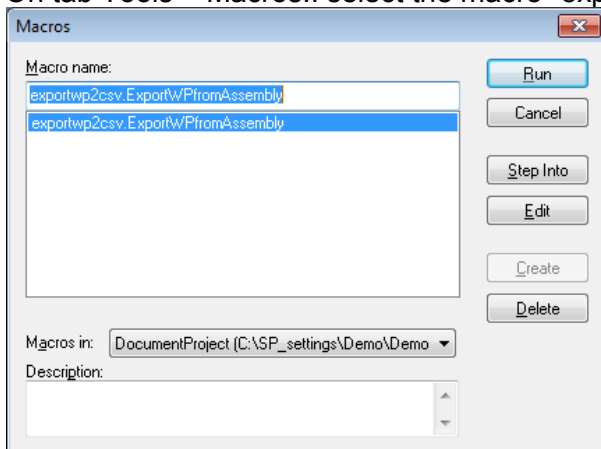 Macros
Macro name:
exportwp2csv.ExportWPfromAssembly
exportwp2csv.ExportWPfromAssembly
Run
Cancel
Step Into
Edit
Create
Delete
Macros in:
DocumentProject (C:\SP_settings\Demo\Demo
Description: